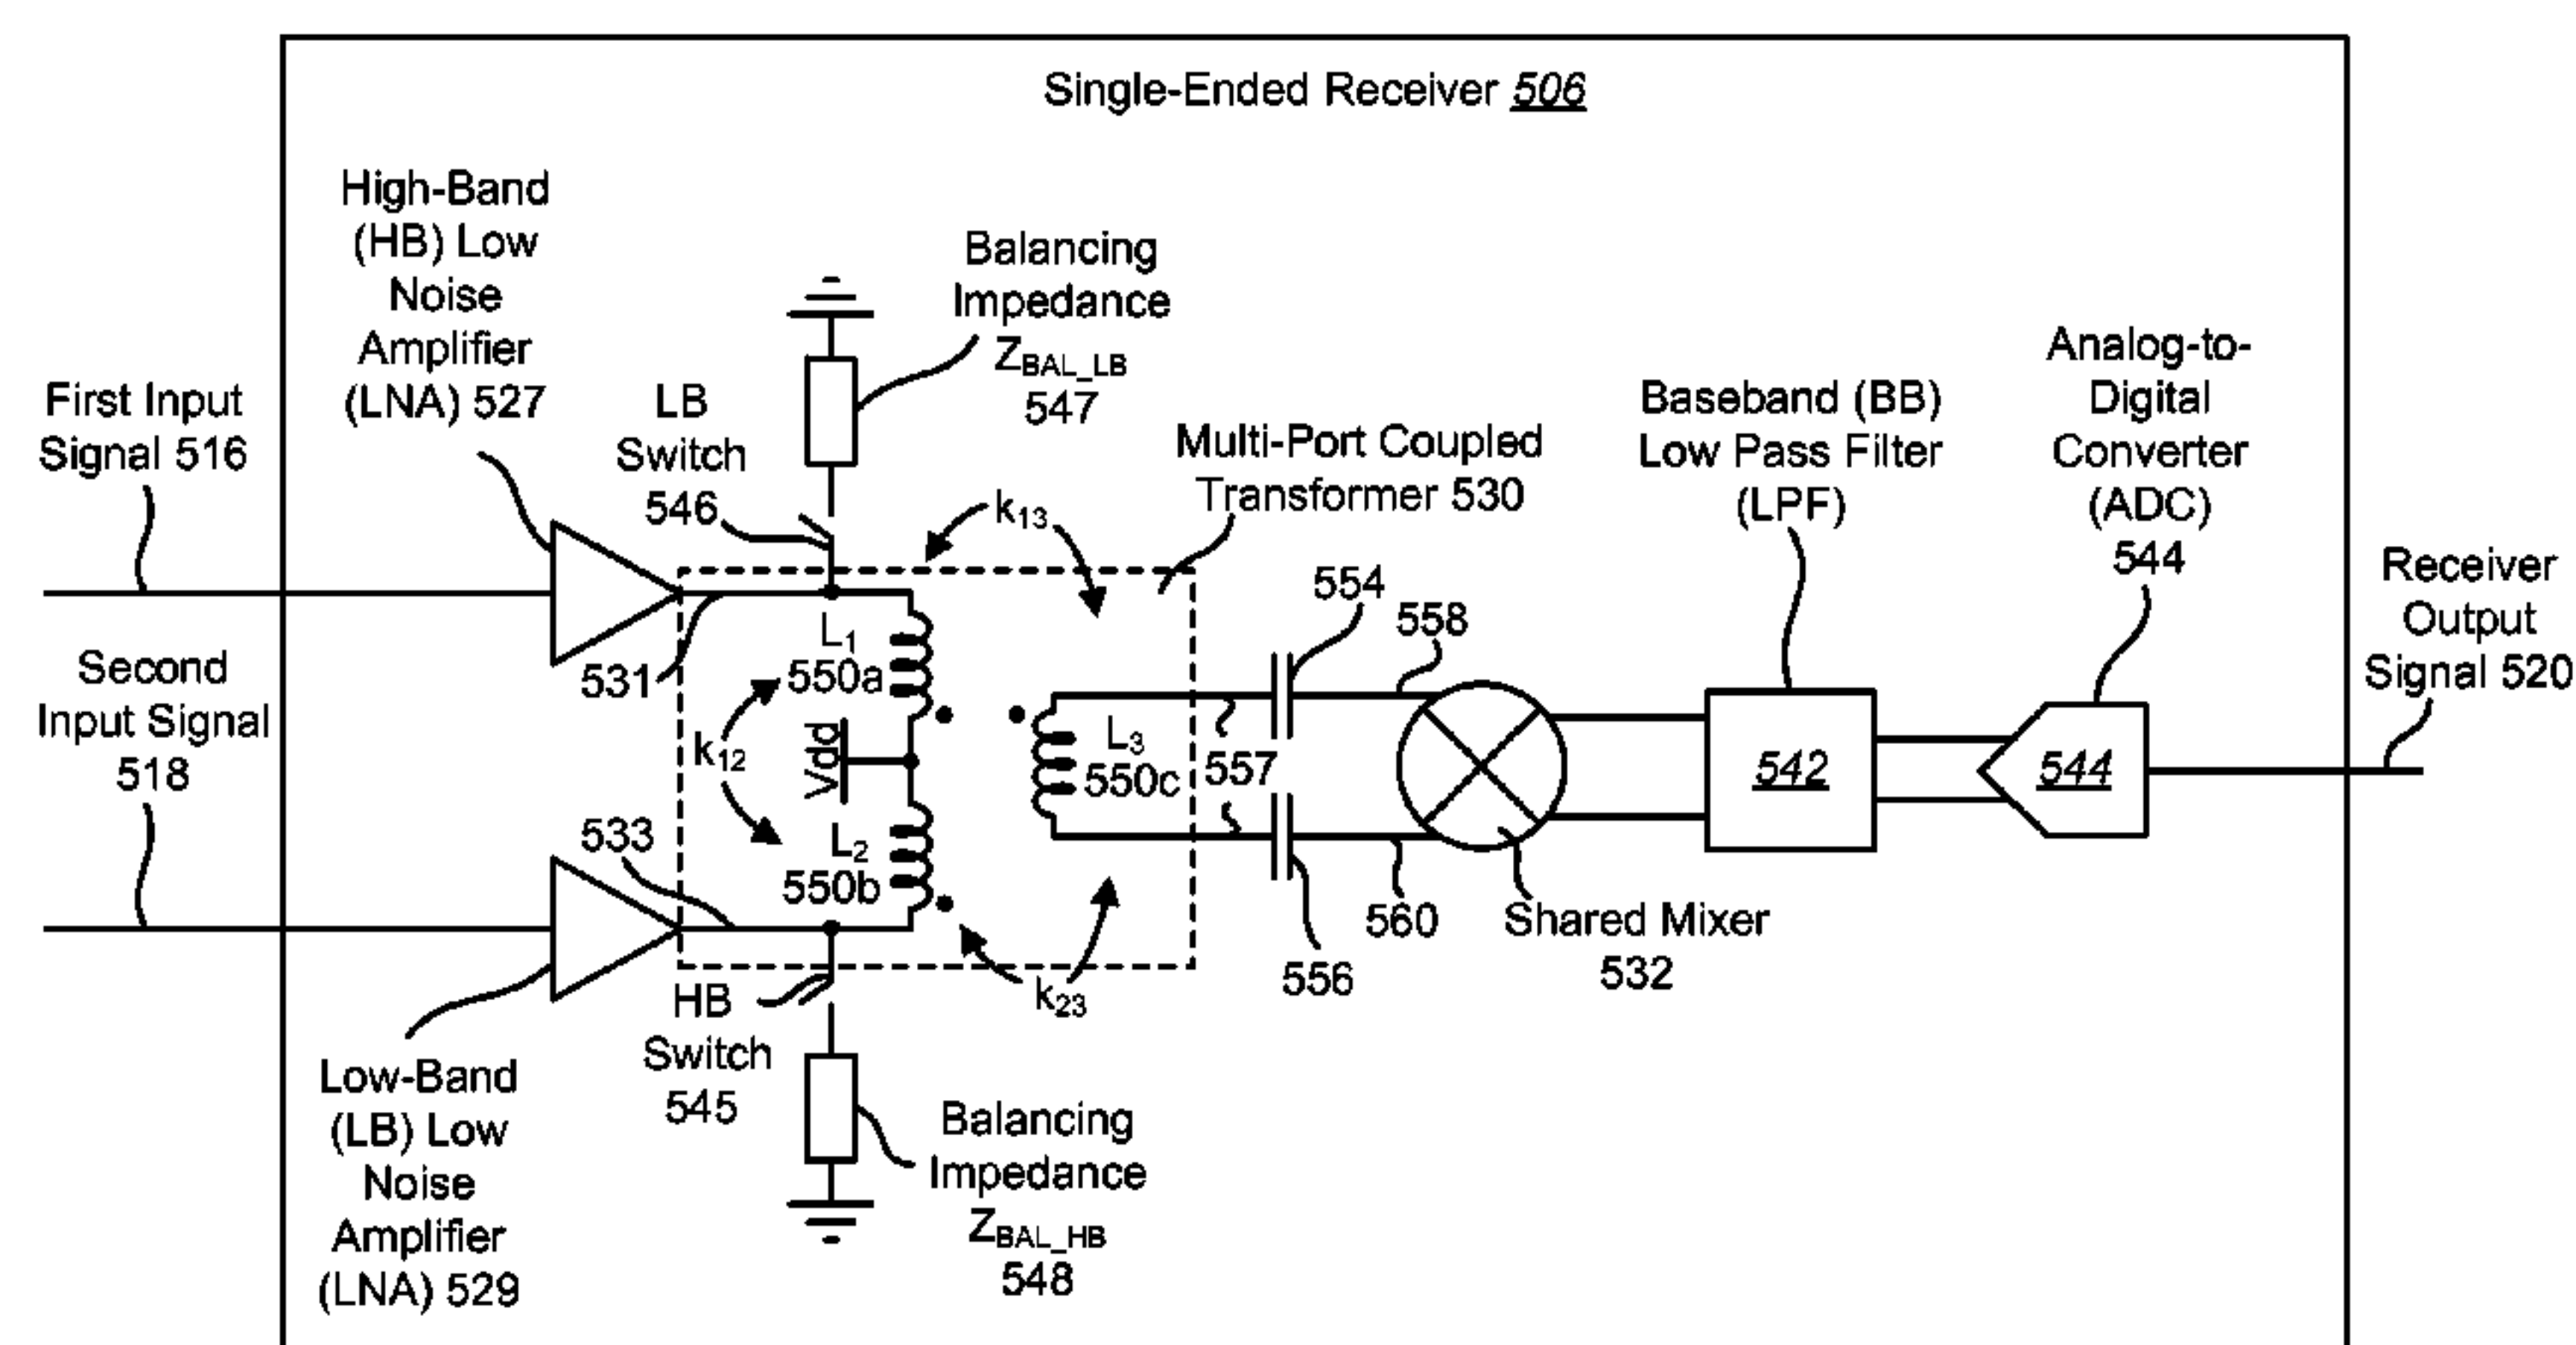 Single-Ended Receiver 506
High-Band
(HB) Low
Noise
Amplifier
(LNA) 527
First Input
Signal 516
Second
Input Signal
518
Low-Band
(LB) Low
Noise
Amplifier
(LNA) 529
LB
Switch
546
Balancing
Impedance
ZBAL_LB
547
Multi-Port Coupled
Transformer 530
k13
531
L1
550a
k12
Vdd
L2
550b
533
L3
550c
k23
HB
Switch
545
Balancing
Impedance
ZBAL_HB
548
554
558
557
556
560
Shared Mixer
532
Baseband (BB)
Low Pass Filter
(LPF)
542
Analog-to-
Digital
Converter
(ADC)
544
544
Receiver
Output
Signal 520